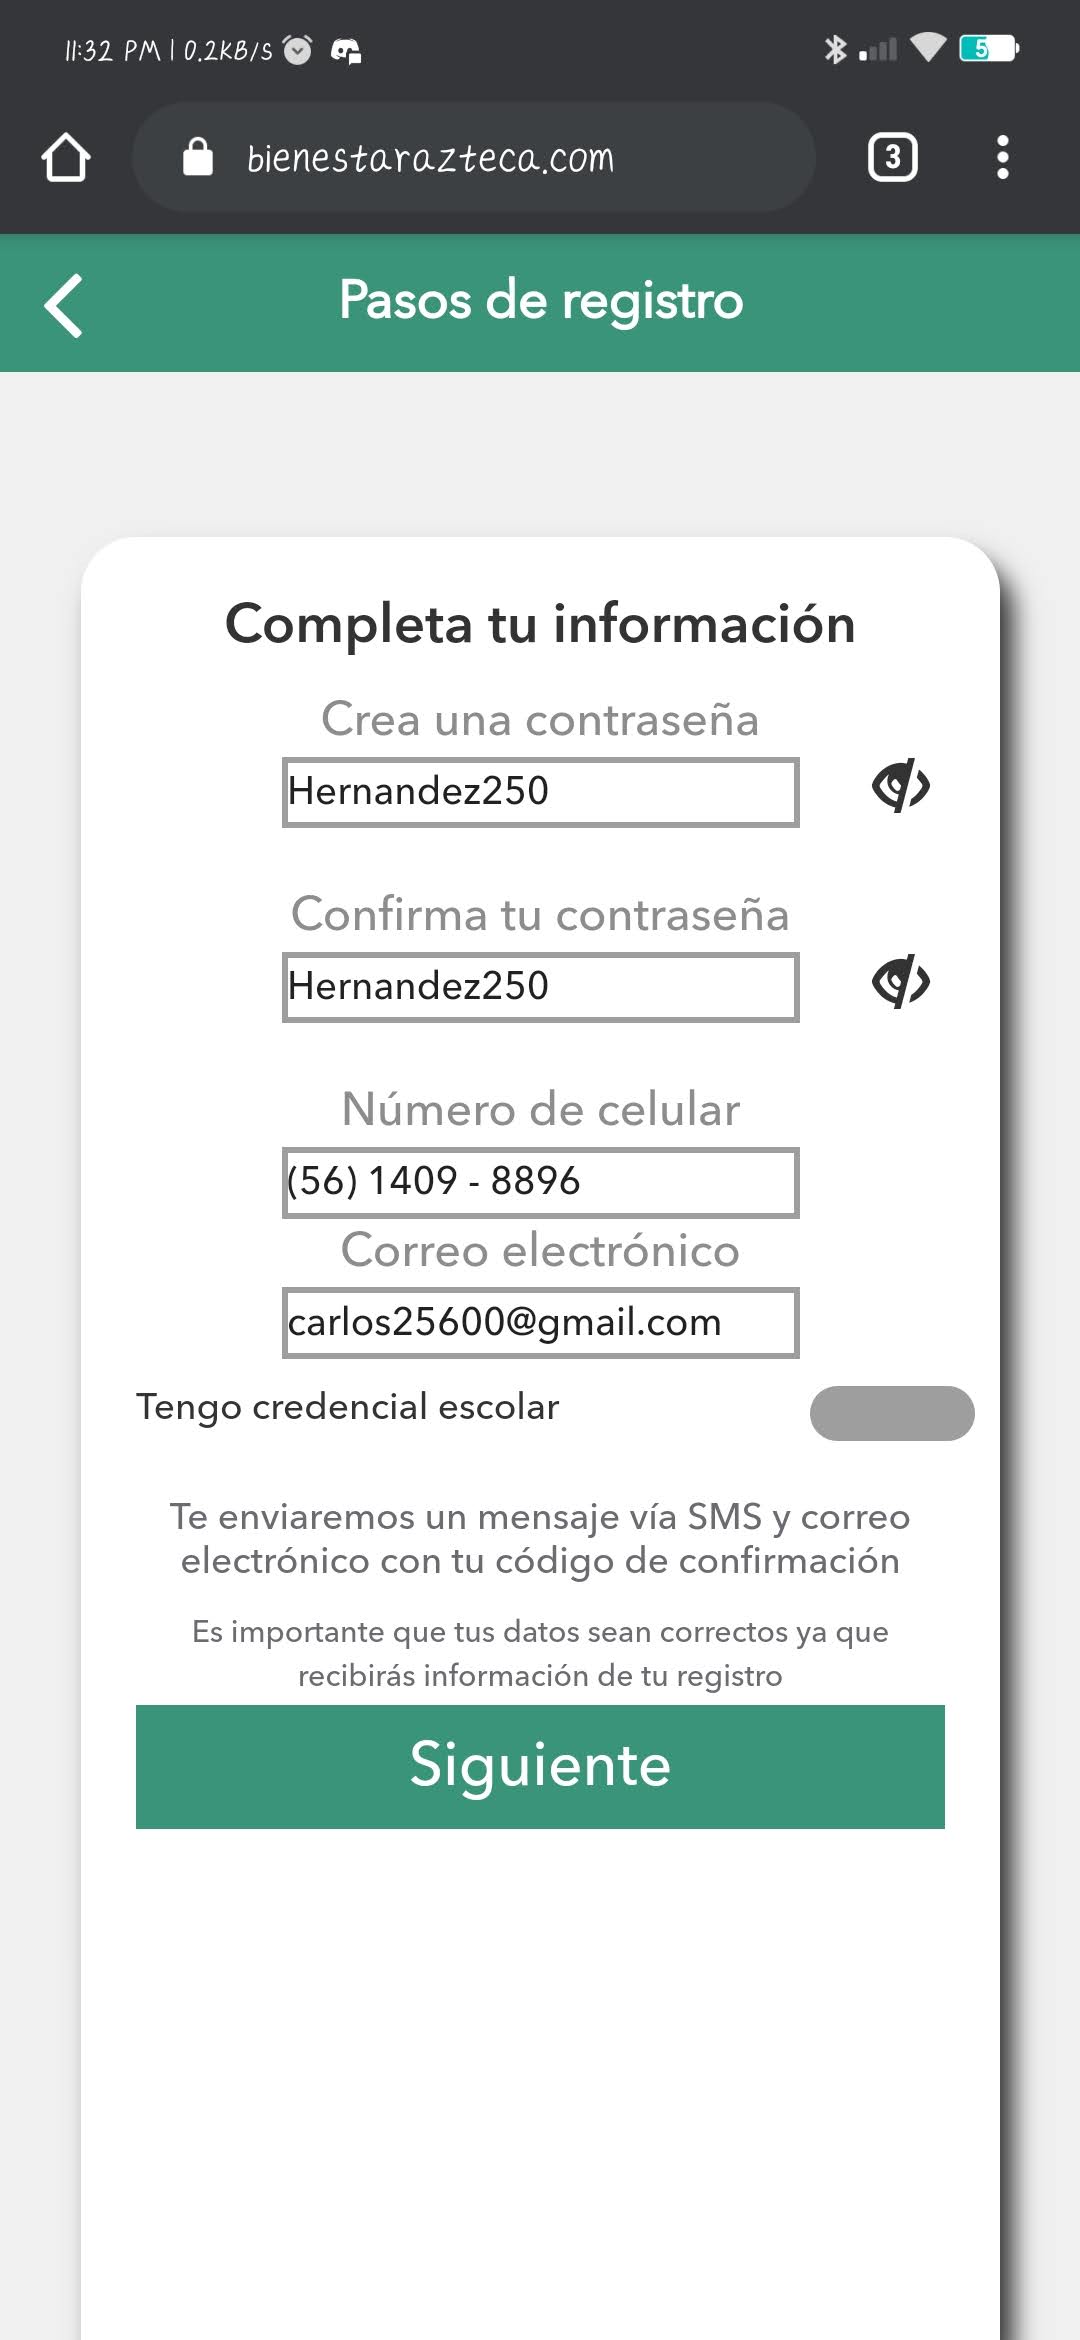 11:32 PM | 0.2KB/s
5
bienestarazteca.com
3
Pasos de registro
Completa tu información
Crea una contraseña
Hernandez250
Confirma tu contraseña
Hernandez250
Número de celular
(56) 1409 - 8896
Correo electrónico
carlos25600@gmail.com
Tengo credencial escolar
Te enviaremos un mensaje vía SMS y correo
electrónico con tu código de confirmación
Es importante que tus datos sean correctos ya que
recibirás información de tu registro
Siguiente